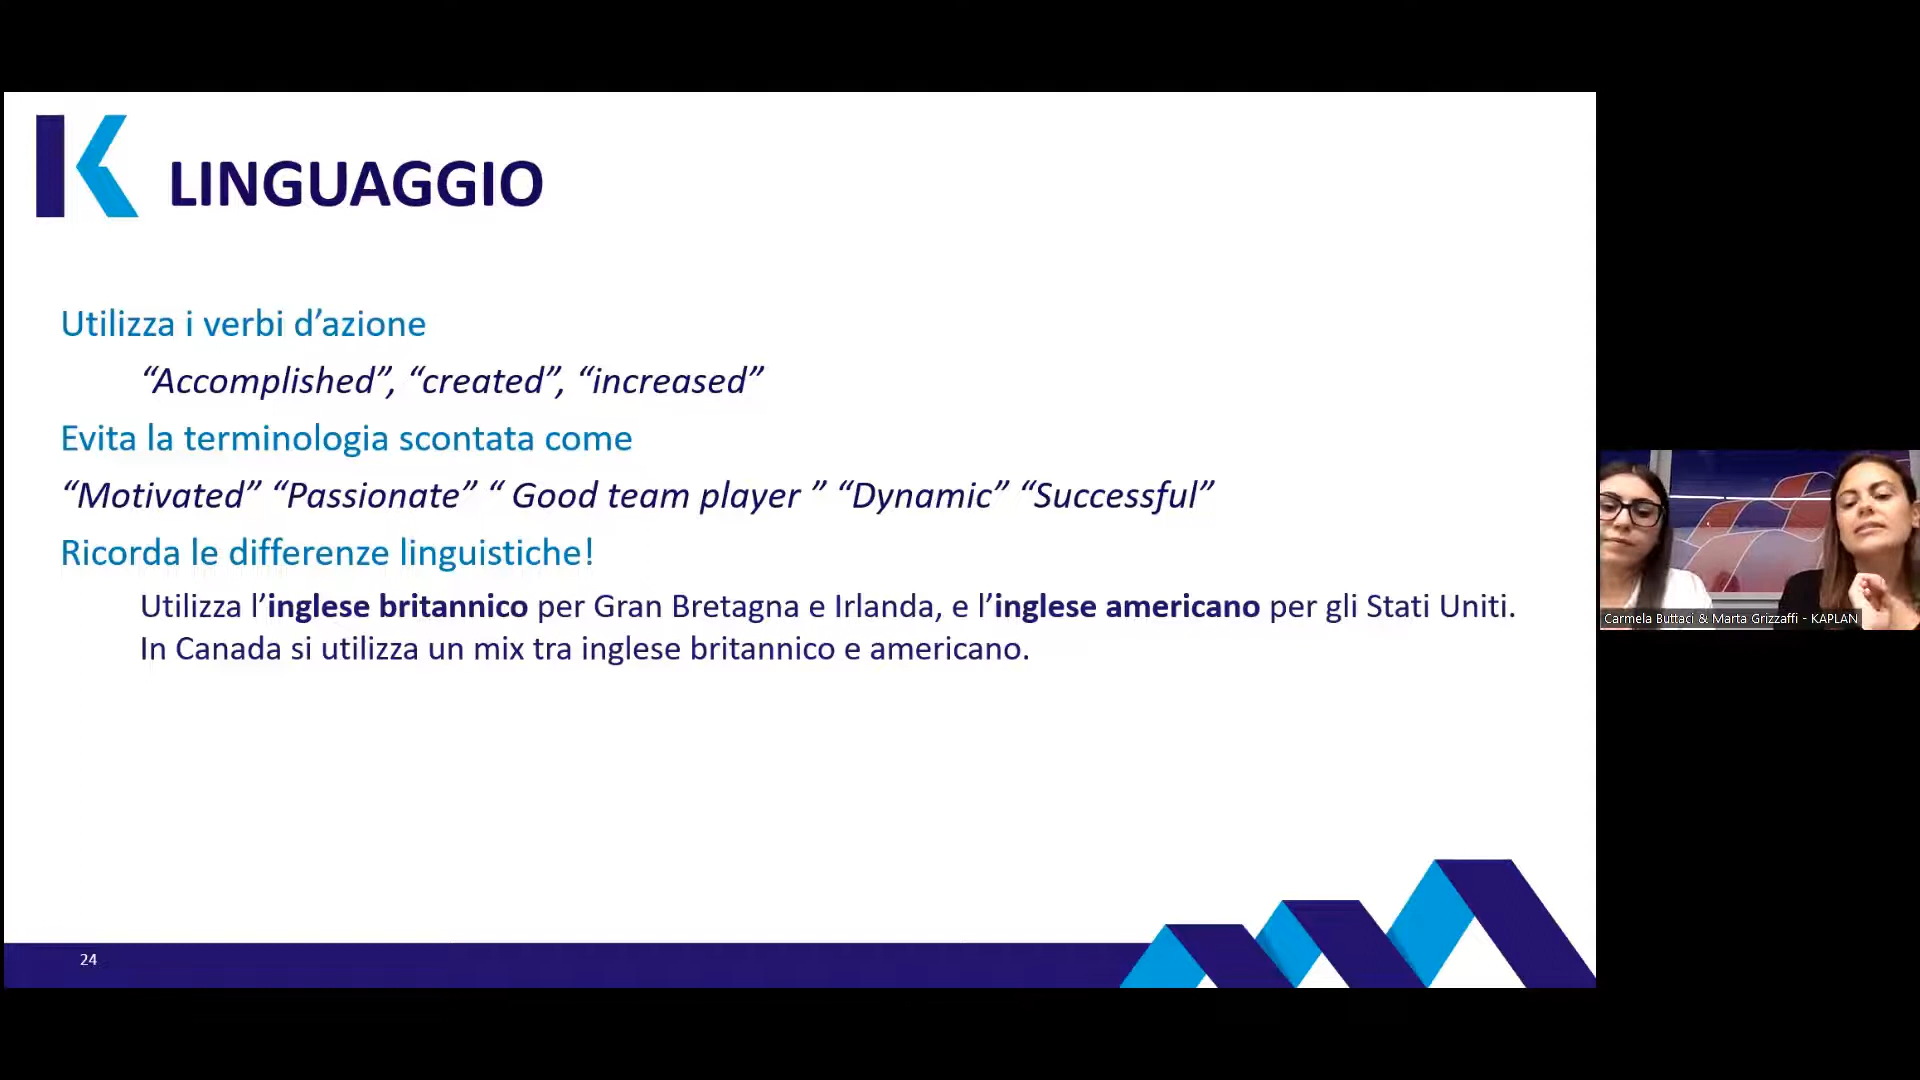 LINGUAGGIO
Utilizza i verbi d’azione
“Accomplished”, “created”, “increased”
Evita la terminologia scontata come
“Motivated” “Passionate” “ Good team player ” “Dynamic” “Successful”
Ricorda le differenze linguistiche!
Utilizza l’inglese britannico per Gran Bretagna e Irlanda, e l’inglese americano per gli Stati Uniti.
In Canada si utilizza un mix tra inglese britannico e americano.
Carmela Buttaci & Marta Grizzaffi - KAPLAN
24